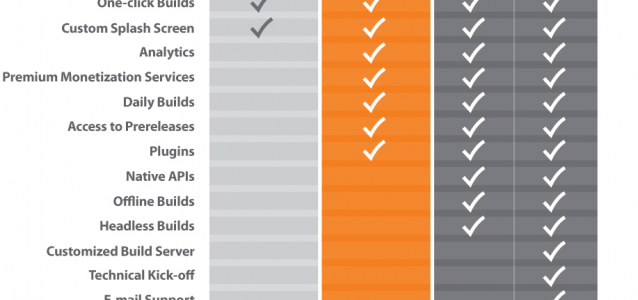 One-click Builds
Custom Splash Screen
Analytics
Premium Monetization Services
Daily Builds
Access to Prereleases
Plugins
Native APIs
Offline Builds
Headless Builds
Customized Build Server
Technical Kick-off
E-mail Support